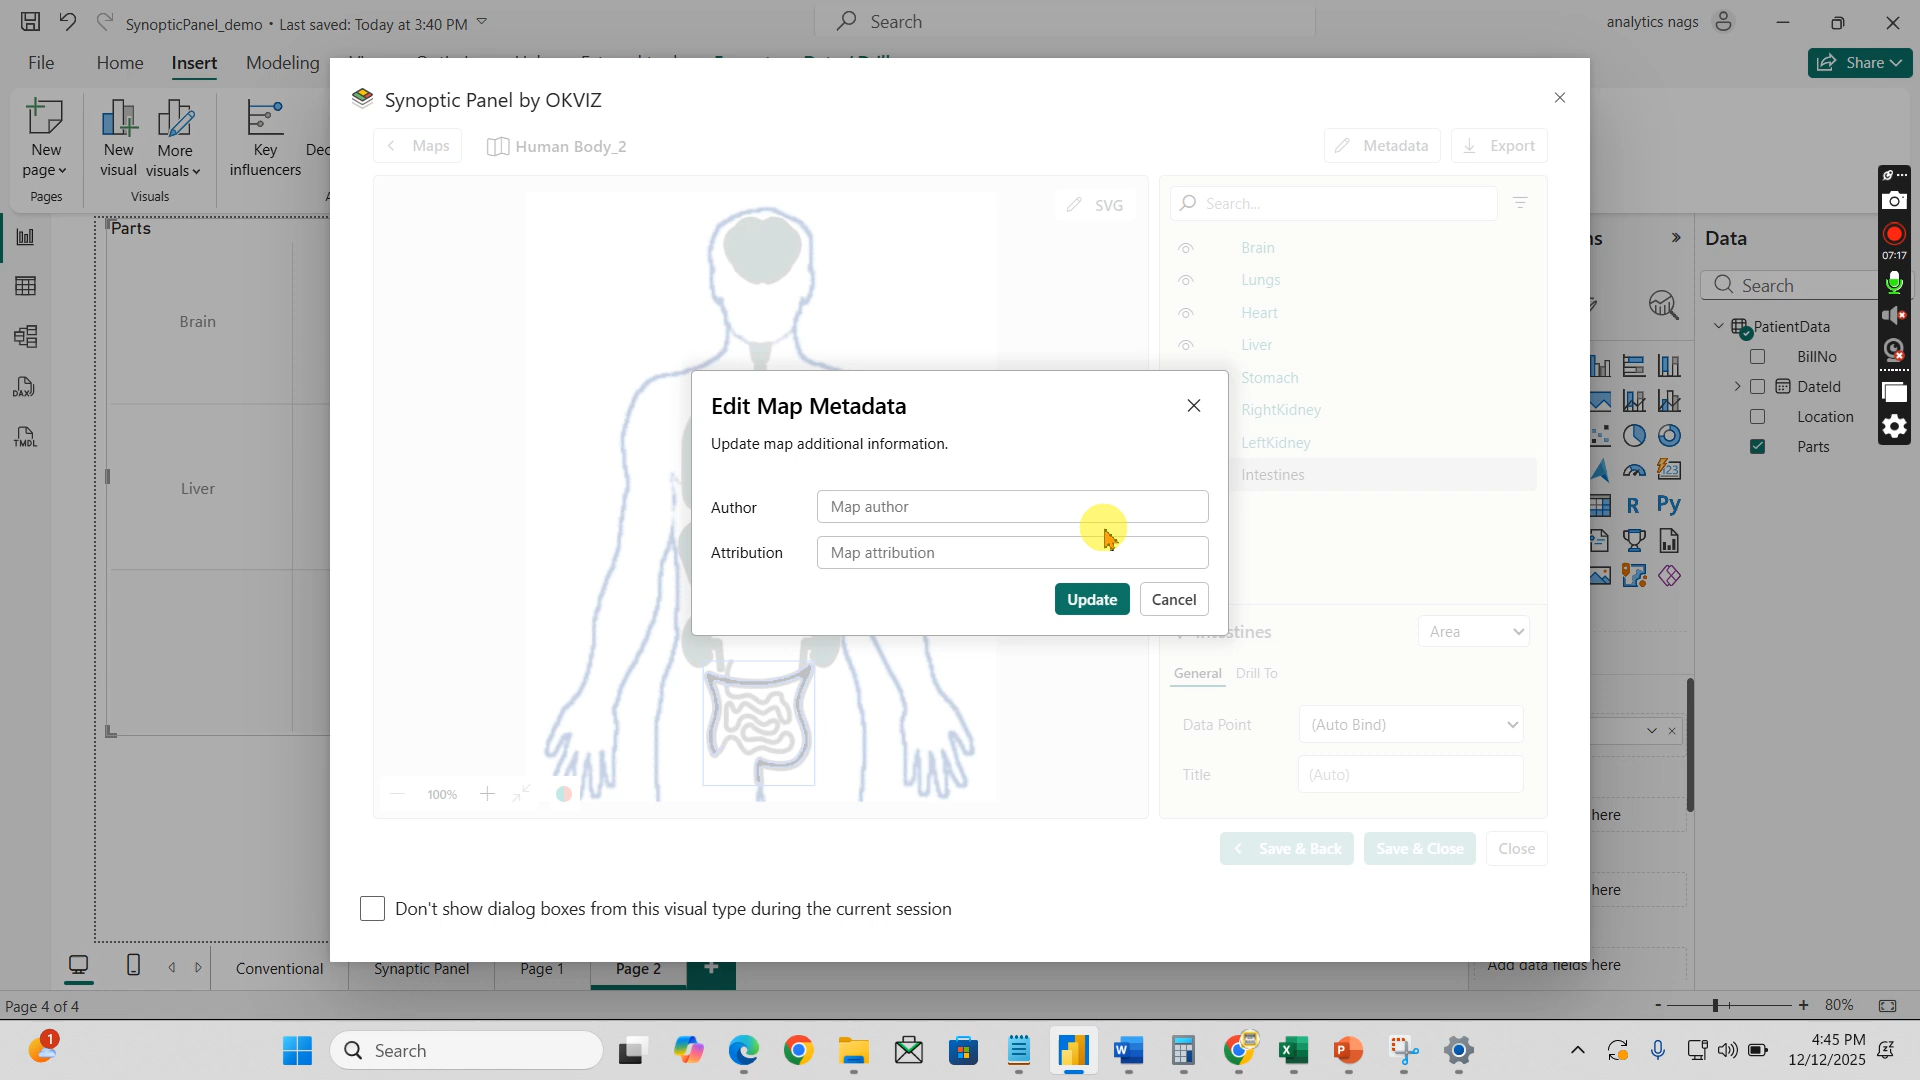 SynopticPanel_demo • Last saved: Today at 3:40 PM
Search
analytics nags
File
Home
Insert
Modeling
Share
New page
Pages
New visual
More visuals
Visuals
Key influencers
Synoptic Panel by OKVIZ
Maps
Human Body_2
Metadata
Export
SVG
Search...
Brain
Lungs
Heart
Liver
Stomach
RightKidney
LeftKidney
Intestines
Parts
Brain
Liver
Edit Map Metadata
Update map additional information.
Author
Map author
Attribution
Map attribution
Update
Cancel
Area
General
Drill To
Data Point
(Auto Bind)
Title
(Auto)
100%
Save & Back
Save & Close
Close
Don't show dialog boxes from this visual type during the current session
Data
Search
PatientData
BillNo
DateId
Location
Parts
07:17
123
R
Py
DAX
TMDL
here
here
Add data fields here
Conventional
Synaptic Panel
Page 1
Page 2
Page 4 of 4
80%
1
Search
4:45 PM
12/12/2025